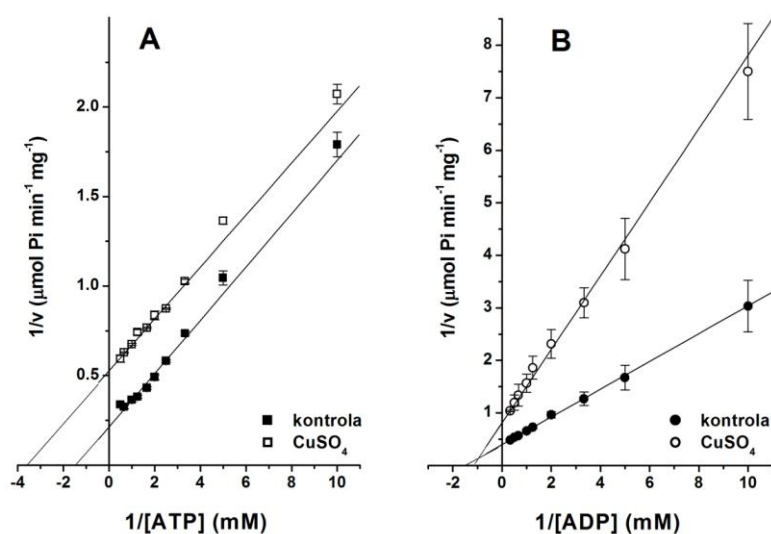 A
1/v (μmol Pi min⁻¹ mg⁻¹)
2.0
1.5
1.0
0.5
kontrola
CuSO₄
-4 -2 0 2 4 6 8 10
1/[ATP] (mM)
B
1/v (μmol Pi min⁻¹ mg⁻¹)
8
7
6
5
4
3
2
1
0
kontrola
CuSO₄
-2 0 2 4 6 8 10
1/[ADP] (mM)